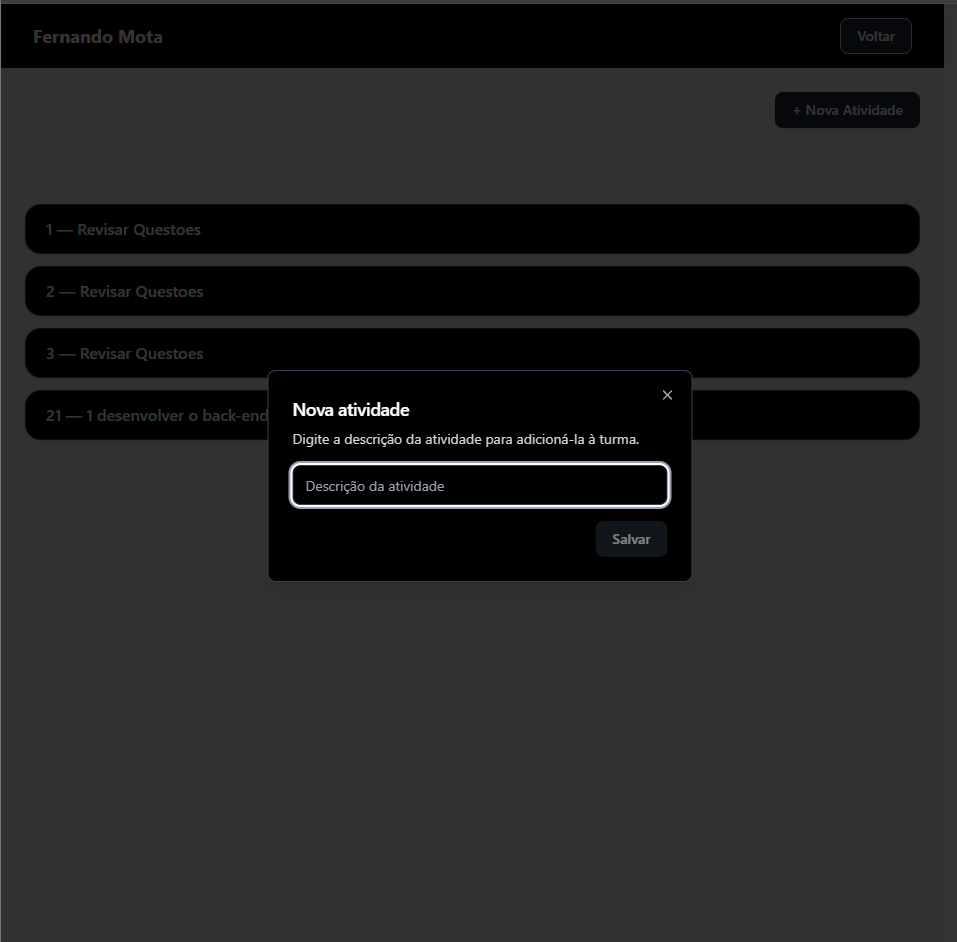 Fernando Mota
Voltar
+ Nova Atividade
1 — Revisar Questoes
2 — Revisar Questoes
3 — Revisar Questoes
21 — 1 desenvolver o back-end
Nova atividade
Digite a descrição da atividade para adicioná-la à turma.
Descrição da atividade
Salvar